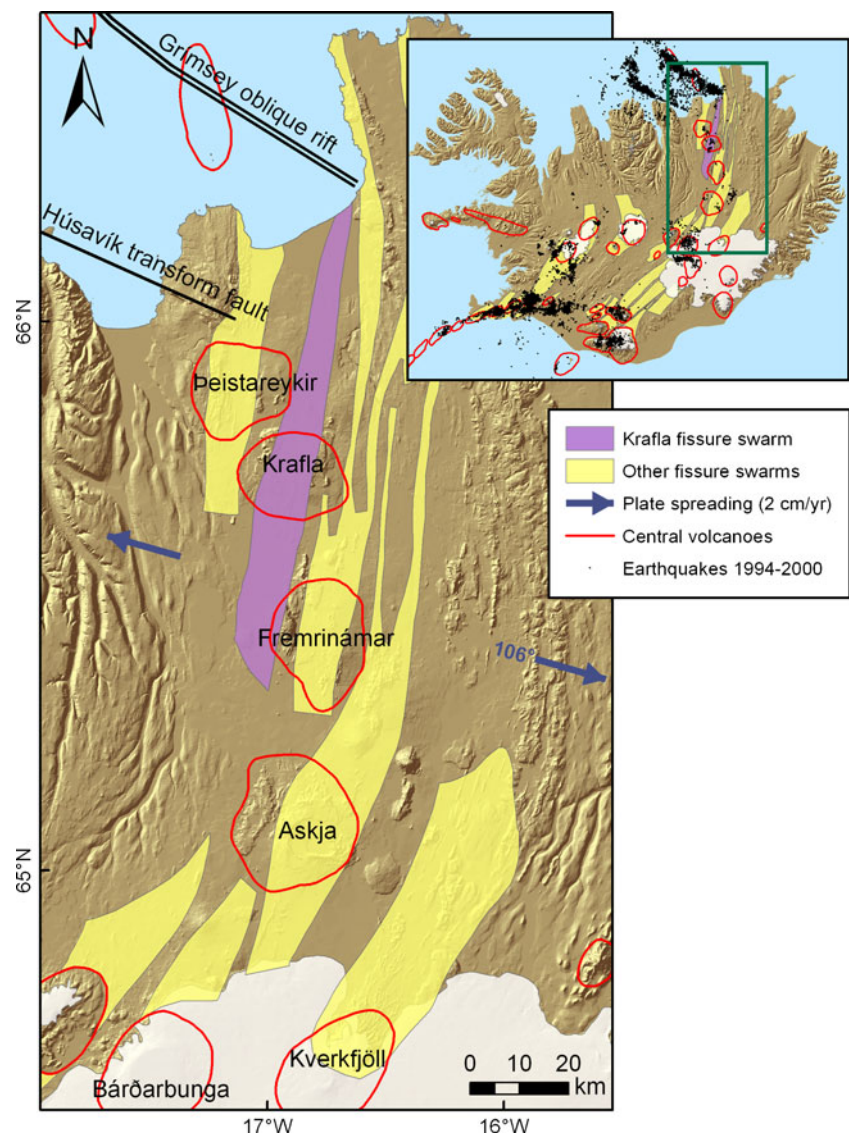 N
Grímsey oblique rift
Húsavík transform fault
66°N
Þeistareykir
Krafla
Krafla fissure swarm
Other fissure swarms
Plate spreading (2 cm/yr)
Central volcanoes
Earthquakes 1994-2000
Fremrinámar
106°
Askja
65°N
Bárðarbunga
Kverkfjöll
0 10 20
km
17°W
16°W